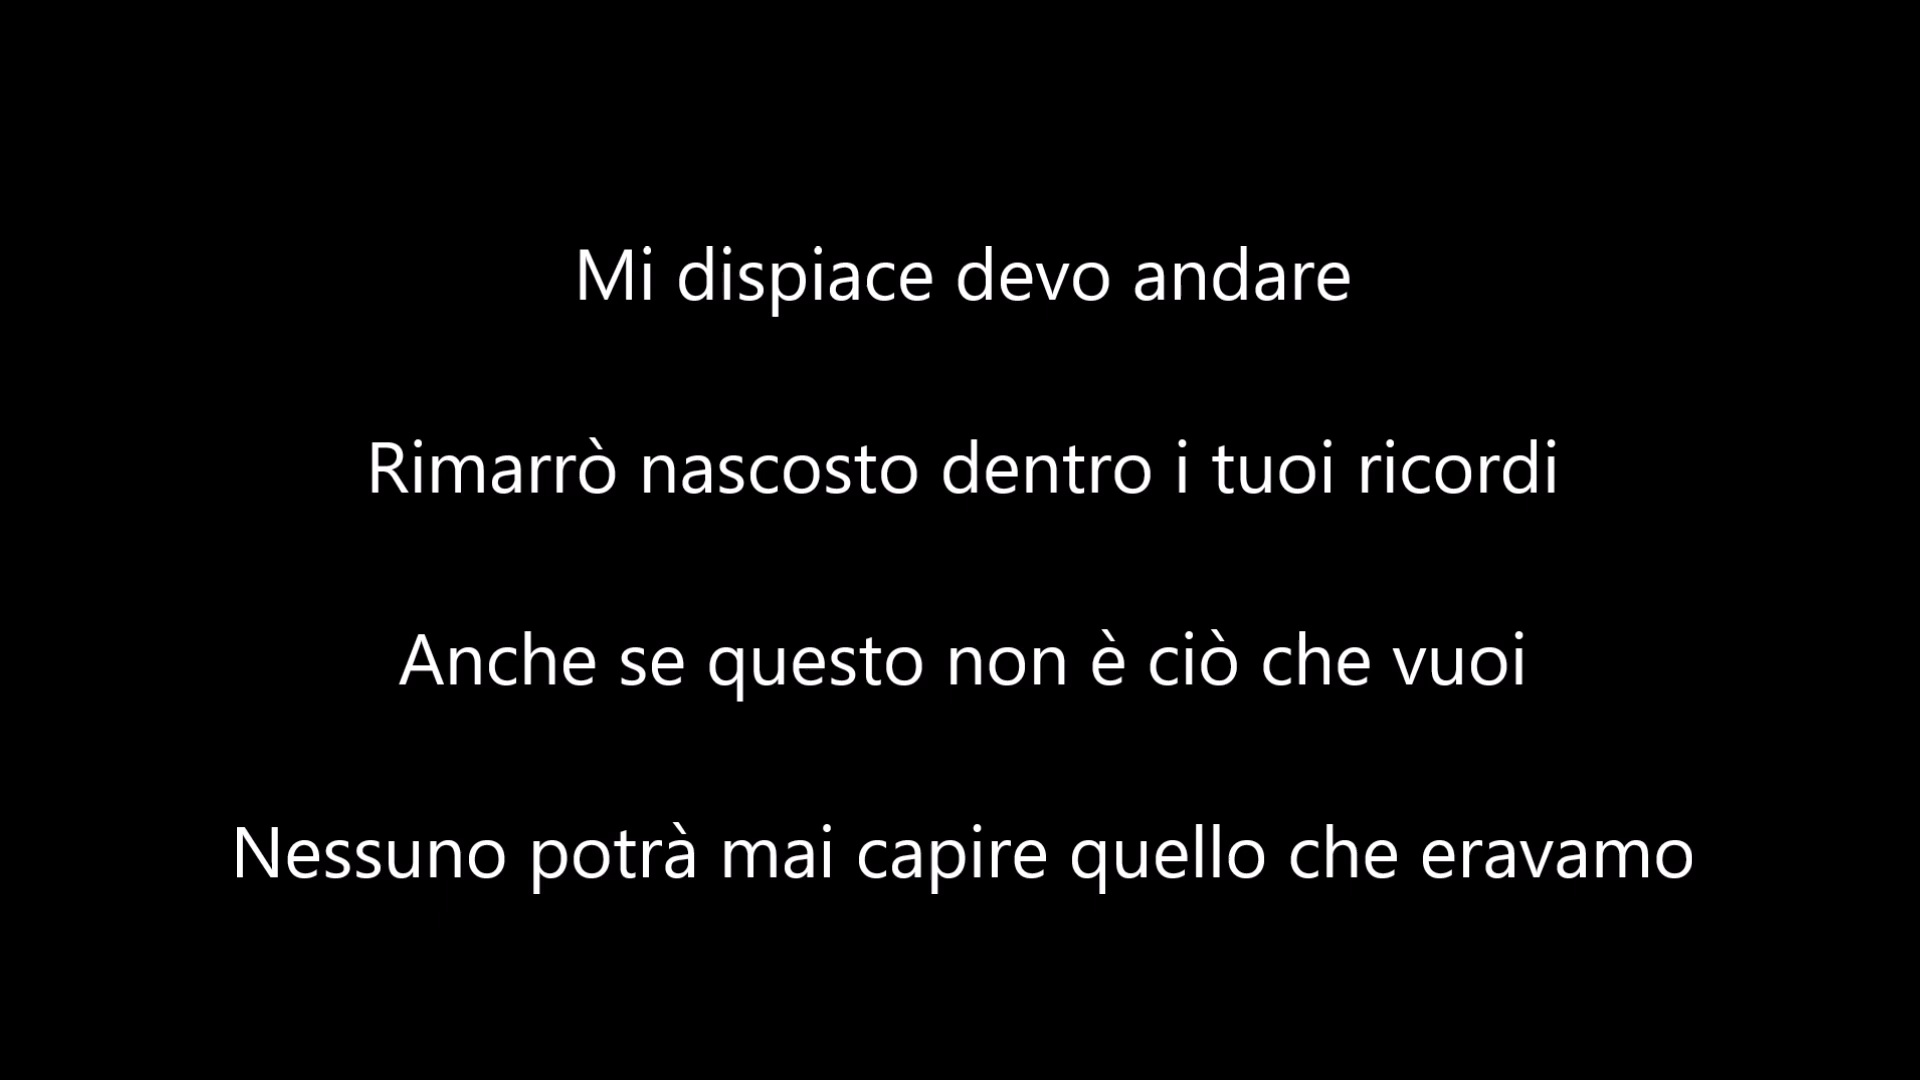 Mi dispiace devo andare
Rimarrò nascosto dentro i tuoi ricordi
Anche se questo non è ciò che vuoi
Nessuno potrà mai capire quello che eravamo